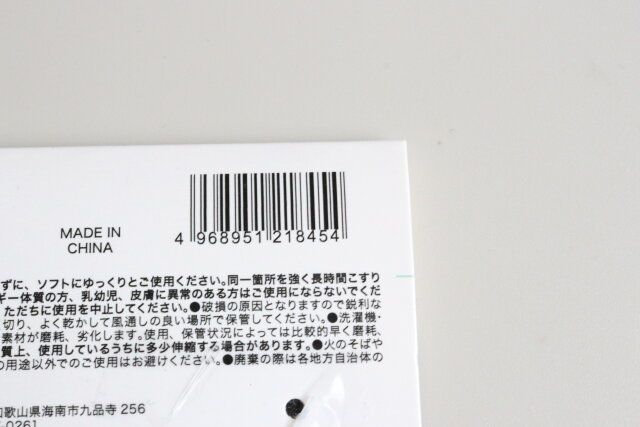 MADE IN
CHINA
4 968951 218454
ずに、ソフトにゆっくりとご使用ください。同一箇所を強く長時間こすり
ギー体質の方、乳幼児、皮膚に異常のある方はご使用にならないでくだ
ただちに使用を中止してください。●破損の原因となりますので鋭利な
切り、よく乾かして風通しの良い場所で保管してください。●洗濯機・
素材が磨耗、劣化します。使用、保管状況によっては比較的早く磨耗、
質上、使用しているうちに多少伸縮する場合があります。●火のそばや
の用途以外でのご使用はお避けください。●廃棄の際は各地方自治体の
和歌山県海南市九品寺 256
-0261